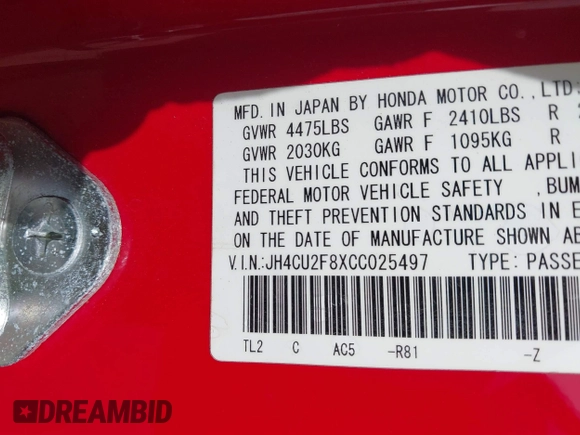 MFD. IN JAPAN BY HONDA MOTOR CO., LTD.
GVWR 4475LBS GAWR F 2410LBS R
GVWR 2030KG GAWR F 1095KG R
THIS VEHICLE CONFORMS TO ALL APPLI
FEDERAL MOTOR VEHICLE SAFETY , BUM
AND THEFT PREVENTION STANDARDS IN E
ON THE DATE OF MANUFACTURE SHOWN AB
V.I.N:JH4CU2F8XCC025497 TYPE: PASSE
TL2 C AC5 -R81 -Z
DREAMBID